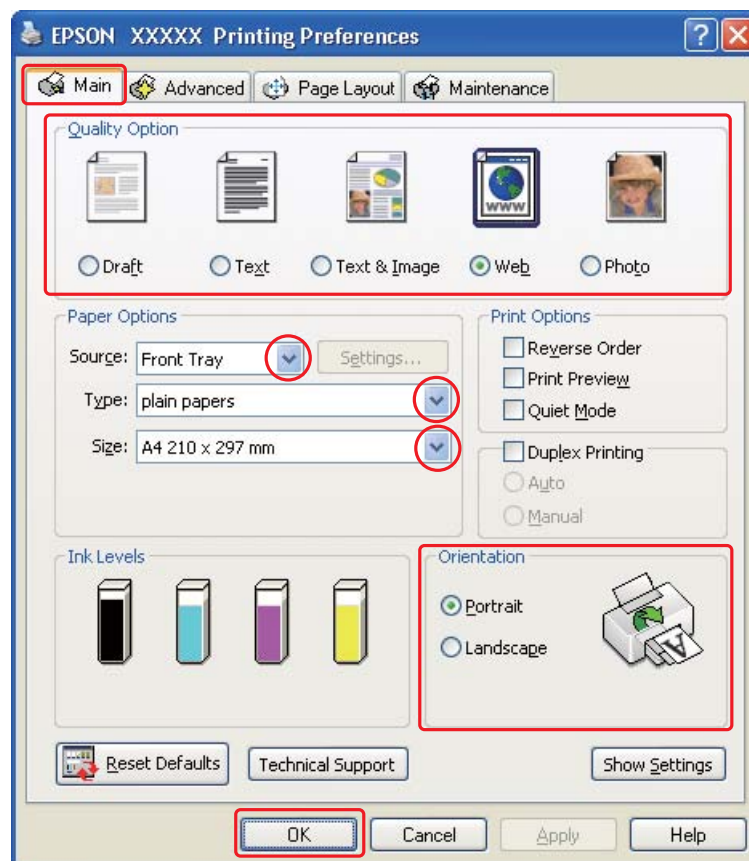 EPSON XXXXX Printing Preferences
Main Advanced Page Layout Maintenance
Quality Option
www
Draft Text Text & Image Web Photo
Paper Options
Source: Front Tray Settings...
Type: plain papers
Size: A4 210 x 297 mm
Print Options
Reverse Order
Print Preview
Quiet Mode
Duplex Printing
Auto
Manual
Ink Levels
Orientation
Portrait
Landscape
A
Reset Defaults Technical Support Show Settings
OK Cancel Apply Help